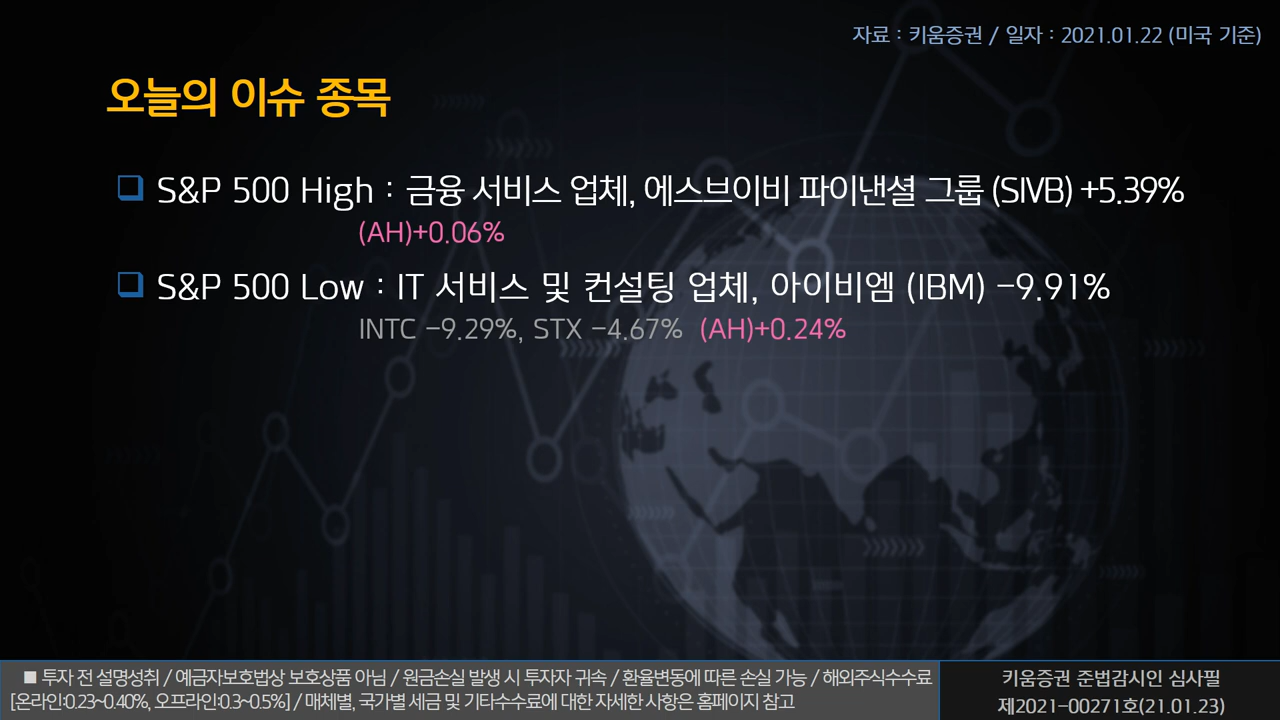 자료 : 키움증권 / 일자 : 2021.01.22 (미국 기준)
오늘의 이슈 종목
❑ S&P 500 High : 금융 서비스 업체, 에스브이비 파이낸셜 그룹 (SIVB) +5.39%
(AH)+0.06%
❑ S&P 500 Low : IT 서비스 및 컨설팅 업체, 아이비엠 (IBM) -9.91%
INTC -9.29%, STX -4.67% (AH)+0.24%
■ 투자 전 설명성취 / 예금자보호법상 보호상품 아님 / 원금손실 발생 시 투자자 귀속 / 환율변동에 따른 손실 가능 / 해외주식수수료
[온라인:0.23~0.40%, 오프라인:0.3~0.5%] / 매체별, 국가별 세금 및 기타수수료에 대한 자세한 사항은 홈페이지 참고
키움증권 준법감시인 심사필
제2021-00271호(21.01.23)